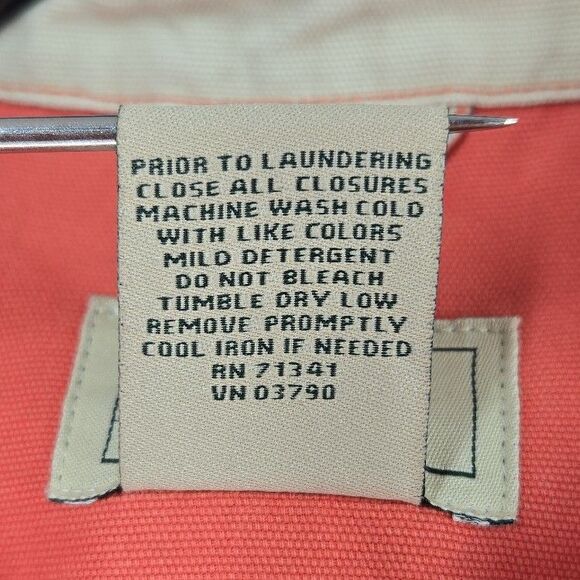 PRIOR TO LAUNDERING
CLOSE ALL CLOSURES
MACHINE WASH COLD
WITH LIKE COLORS
MILD DETERGENT
DO NOT BLEACH
TUMBLE DRY LOW
REMOVE PROMPTLY
COOL IRON IF NEEDED
RN 71341
VN 03790